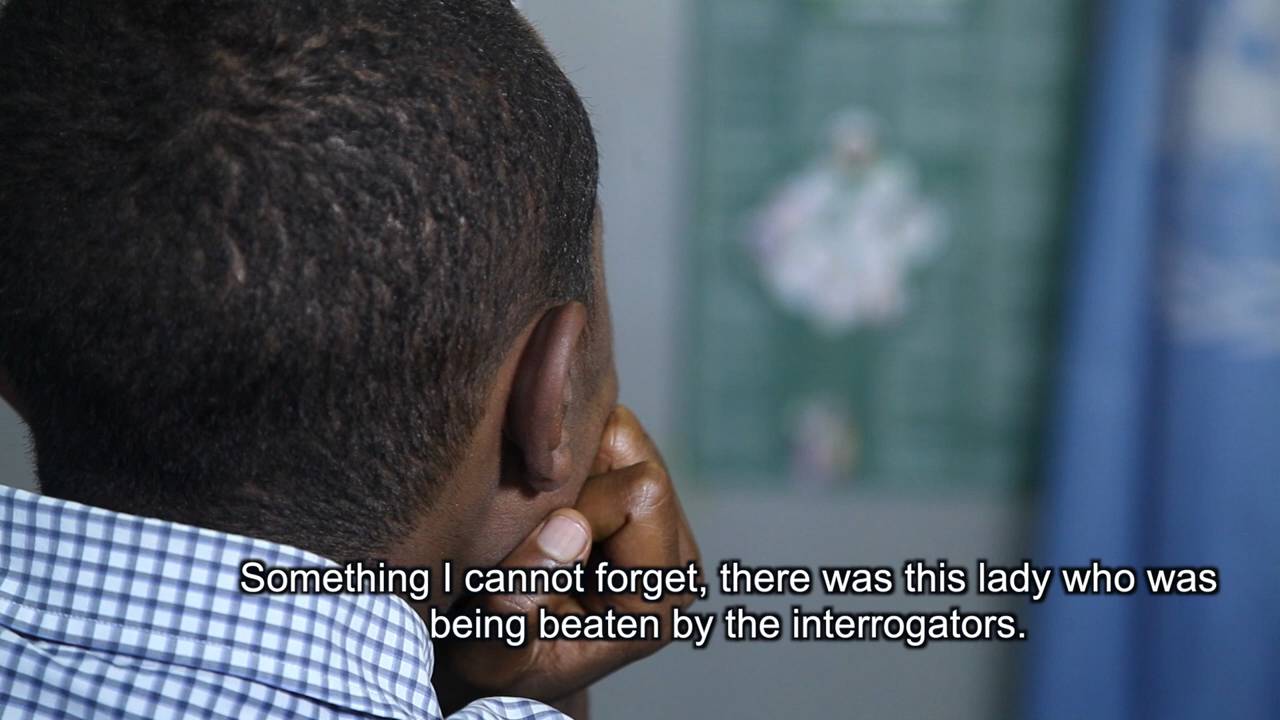 Something I cannot forget, there was this lady who was
being beaten by the interrogators.